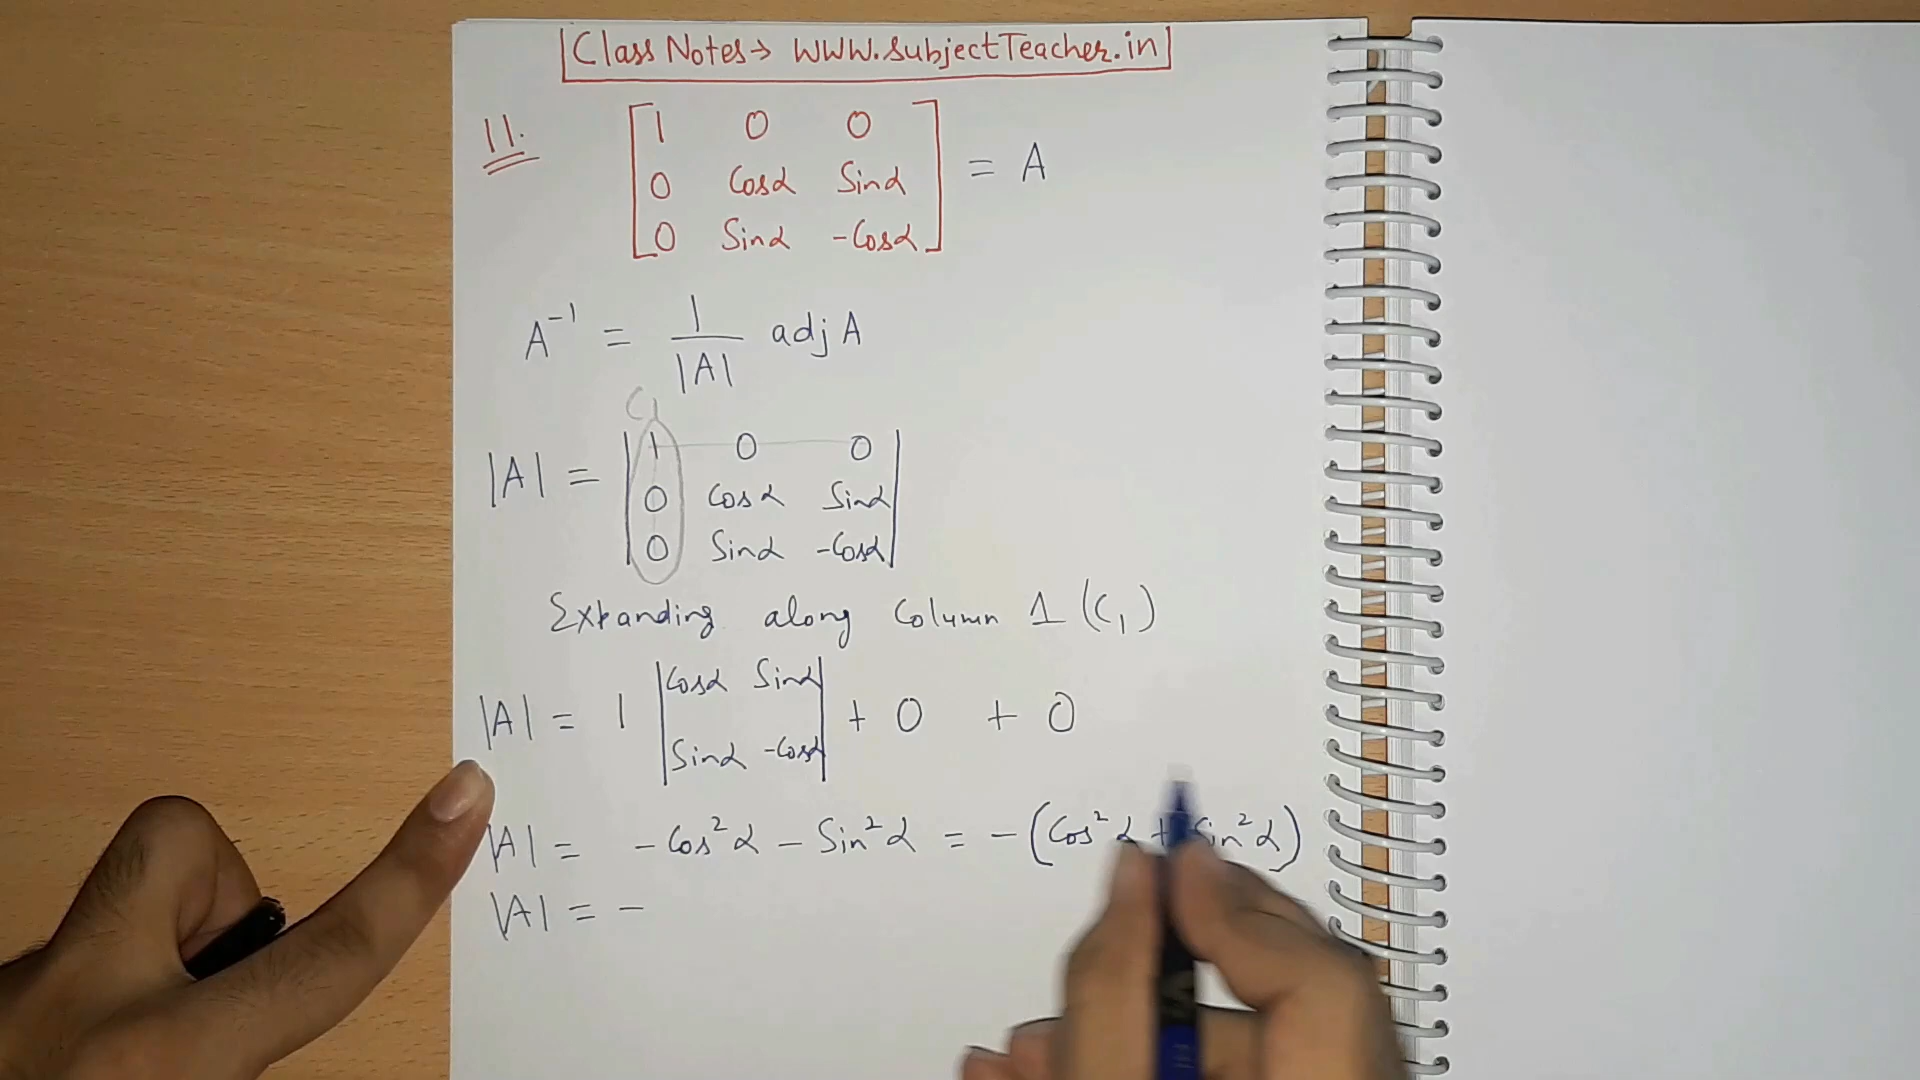 Class Notes → WWW.subjectTeacher.in
11. [1 0 0
0 Cosα Sinα
0 Sinα -Cosα] = A
A⁻¹ = 1/|A| adj A
C₁
|A| = |1 0 0
0 Cosα Sinα
0 Sinα -Cosα|
Expanding along Column 1 (C₁)
|A| = 1 |Cosα Sinα
Sinα -Cosα| + 0 + 0
|A| = -Cos²α - Sin²α = -(Cos²α + Sin²α)
|A| = -